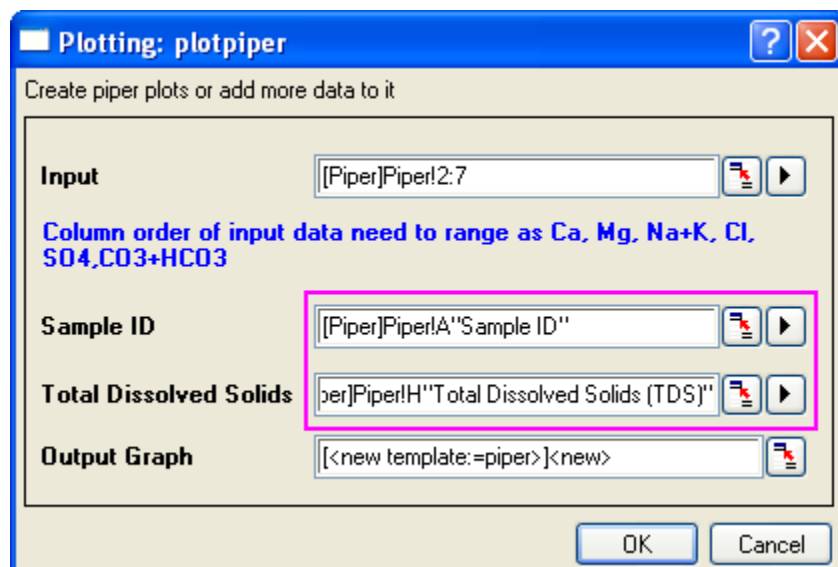 Plotting: plotpiper
Create piper plots or add more data to it
Input [Piper]Piper!2:7
Column order of input data need to range as Ca, Mg, Na+K, Cl,
SO4,CO3+HCO3
Sample ID [Piper]Piper!A"Sample ID"
Total Dissolved Solids per]Piper!H"Total Dissolved Solids (TDS)"
Output Graph [<new template:=piper>]<new>
OK Cancel